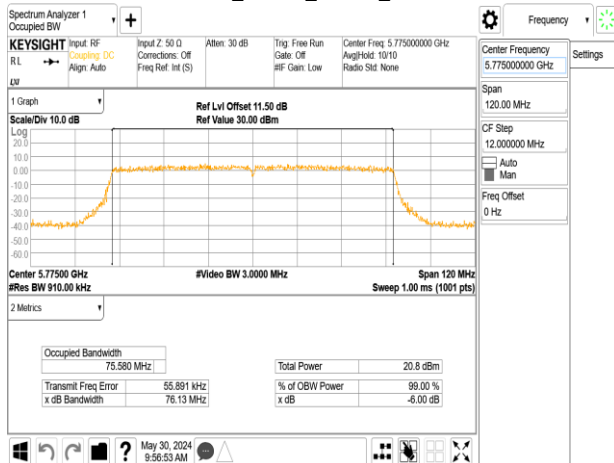 Spectrum Analyzer 1
Occupied BW
Frequency
KEYSIGHT
RL
Input: RF
Coupling: DC
Align: Auto
Input Z: 50 Ω
Corrections: Off
Freq Ref: Int (S)
Atten: 30 dB
Trig: Free Run
Gate: Off
#IF Gain: Low
Center Freq: 5.775000000 GHz
Avg|Hold: 10/10
Radio Std: None
Center Frequency
5.775000000 GHz
Settings
Span
120.00 MHz
CF Step
12.000000 MHz
Auto
Man
Freq Offset
0 Hz
1 Graph
Scale/Div 10.0 dB
Ref Lvl Offset 11.50 dB
Ref Value 30.00 dBm
Log
20.0
10.0
0.00
-10.0
-20.0
-30.0
-40.0
-50.0
-60.0
Center 5.77500 GHz
#Video BW 3.0000 MHz
Span 120 MHz
#Res BW 910.00 kHz
Sweep 1.00 ms (1001 pts)
2 Metrics
Occupied Bandwidth
75.580 MHz
Total Power 20.8 dBm
Transmit Freq Error 55.891 kHz
% of OBW Power 99.00 %
x dB Bandwidth 76.13 MHz
x dB -6.00 dB
May 30, 2024
9:56:53 AM